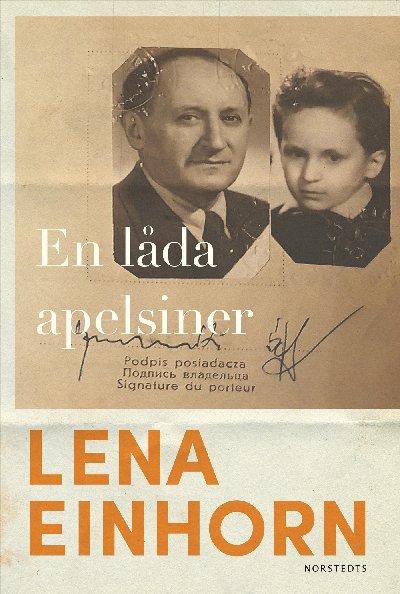 En låda
apelsiner
Podpis posiadacza
Подпись владельца
Signature du porteur
LENA
EINHORN
NORSTEDTS